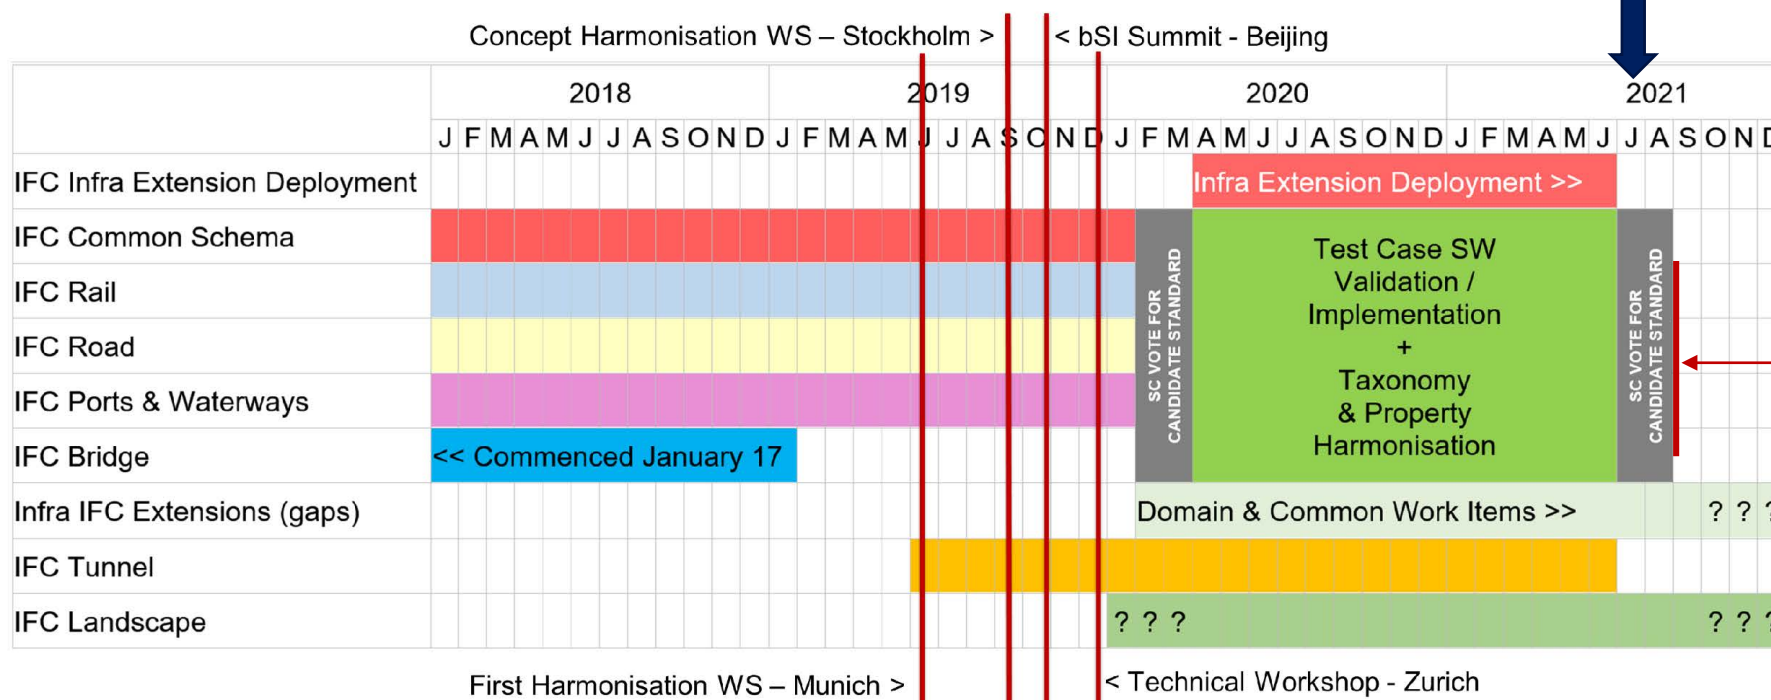 Concept Harmonisation WS – Stockholm > < bSI Summit - Beijing
2018 2019 2020 2021
J F M A M J J A S O N D J F M A M J J A S O N D J F M A M J J A S O N D J F M A M J J A S O N D
IFC Infra Extension Deployment Infra Extension Deployment >>
IFC Common Schema
IFC Rail
IFC Road
IFC Ports & Waterways
IFC Bridge << Commenced January 17
SC VOTE FOR
CANDIDATE STANDARD
Test Case SW
Validation /
Implementation
+
Taxonomy
& Property
Harmonisation
SC VOTE FOR
CANDIDATE STANDARD
Infra IFC Extensions (gaps) Domain & Common Work Items >> ? ? ?
IFC Tunnel
IFC Landscape ? ? ? ? ? ?
First Harmonisation WS – Munich > < Technical Workshop - Zurich